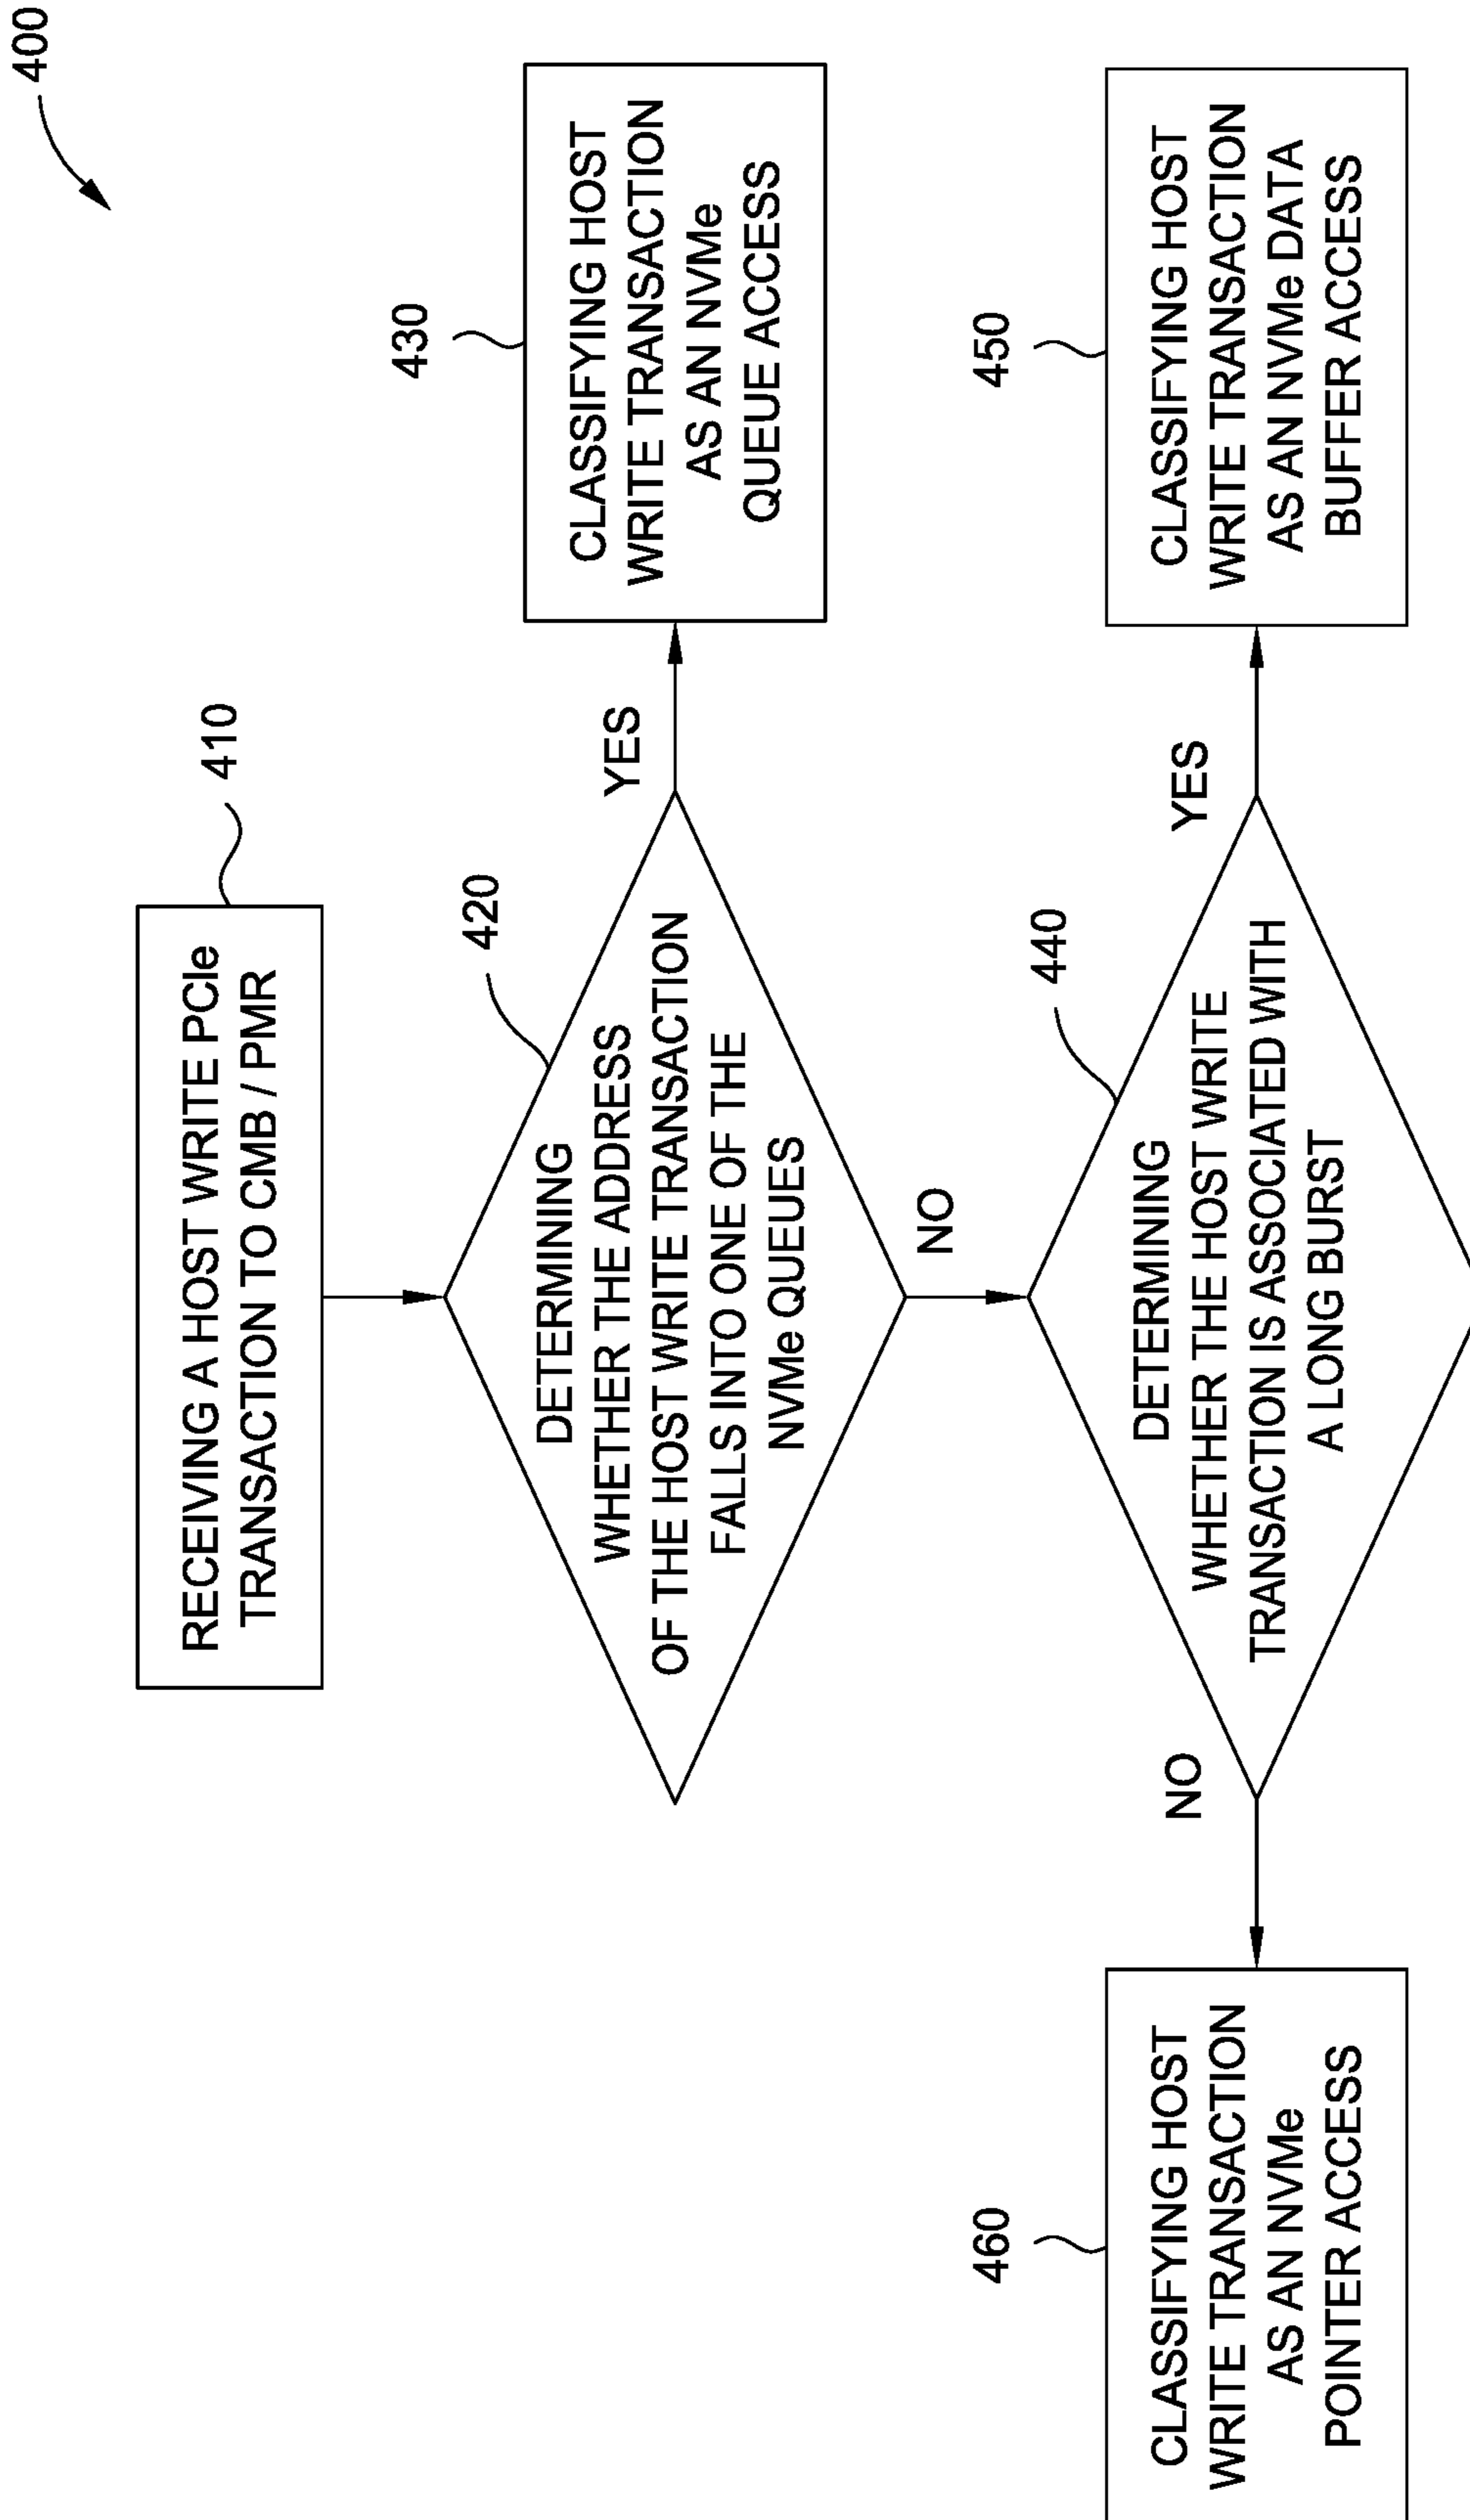 400
410
RECEIVING A HOST WRITE PCIe
TRANSACTION TO CMB / PMR
420
DETERMINING
WHETHER THE ADDRESS
OF THE HOST WRITE TRANSACTION
FALLS INTO ONE OF THE
NVMe QUEUES
YES
430
CLASSIFYING HOST
WRITE TRANSACTION
AS AN NVMe
QUEUE ACCESS
NO
440
DETERMINING
WHETHER THE HOST WRITE
TRANSACTION IS ASSOCIATED WITH
A LONG BURST
YES
450
CLASSIFYING HOST
WRITE TRANSACTION
AS AN NVMe DATA
BUFFER ACCESS
NO
460
CLASSIFYING HOST
WRITE TRANSACTION
AS AN NVMe
POINTER ACCESS